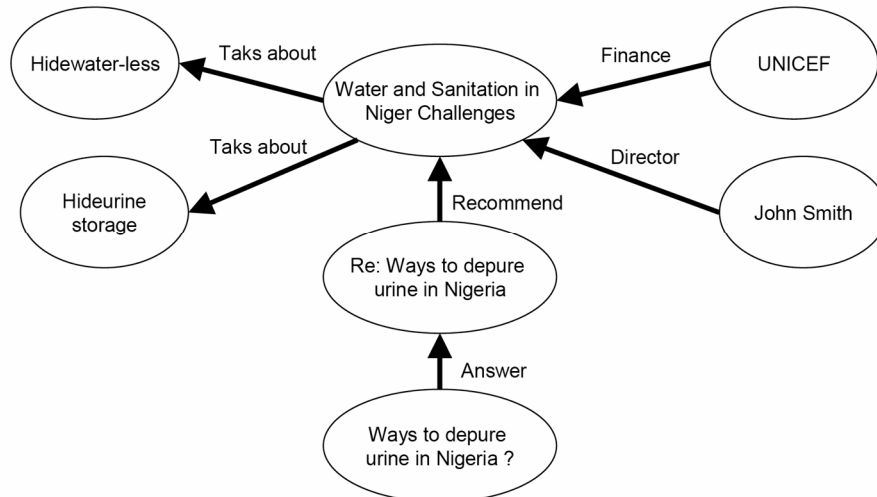 Taks about
Finance
Hidewater-less
Water and Sanitation in
Niger Challenges
UNICEF
Taks about
Director
Hideurine
storage
Recommend
John Smith
Re: Ways to depure
urine in Nigeria
Answer
Ways to depure
urine in Nigeria ?